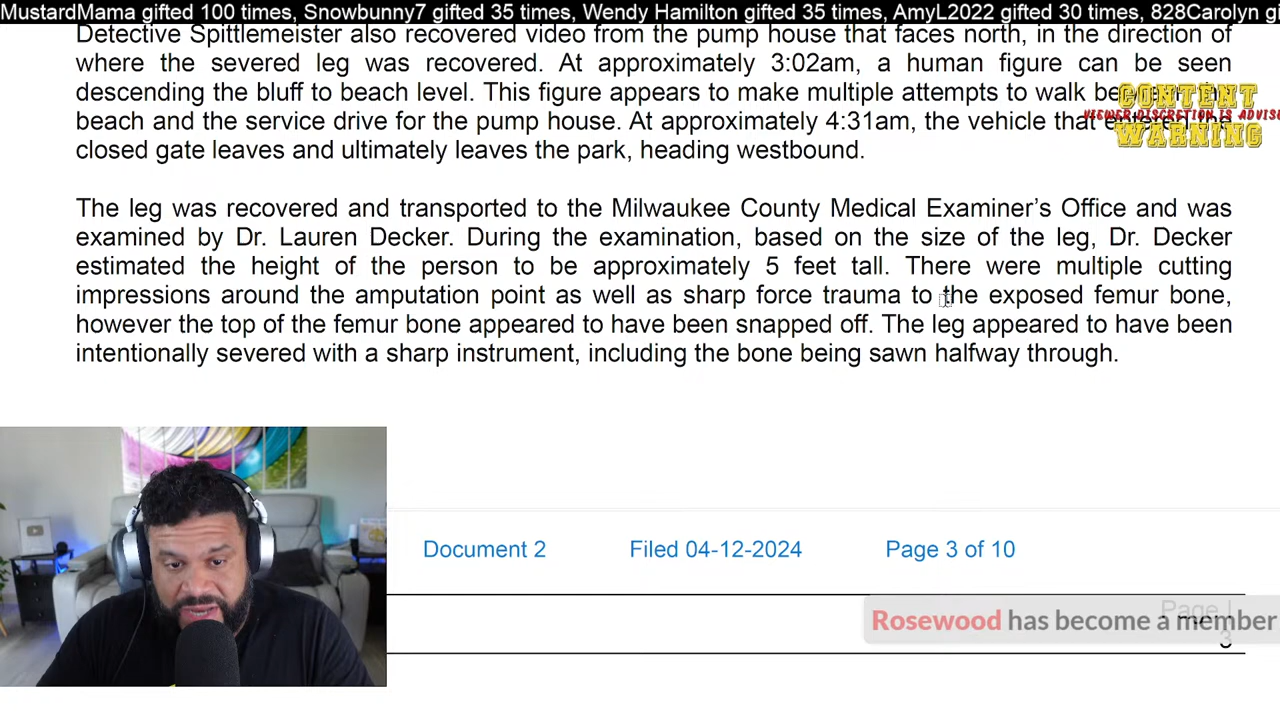 MustardMama gifted 100 times, Snowbunny7 gifted 35 times, Wendy Hamilton gifted 35 times, AmyL2022 gifted 30 times, 828Carolyn gi
Detective Spittlemeister also recovered video from the pump house that faces north, in the direction of
where the severed leg was recovered. At approximately 3:02am, a human figure can be seen
descending the bluff to beach level. This figure appears to make multiple attempts to walk
CONTENT
VIEWER DISCRETION IS ADVIS
WARNING
beach and the service drive for the pump house. At approximately 4:31am, the vehicle that
closed gate leaves and ultimately leaves the park, heading westbound.
The leg was recovered and transported to the Milwaukee County Medical Examiner's Office and was
examined by Dr. Lauren Decker. During the examination, based on the size of the leg, Dr. Decker
estimated the height of the person to be approximately 5 feet tall. There were multiple cutting
impressions around the amputation point as well as sharp force trauma to the exposed femur bone,
however the top of the femur bone appeared to have been snapped off. The leg appeared to have been
intentionally severed with a sharp instrument, including the bone being sawn halfway through.
Document 2 Filed 04-12-2024 Page 3 of 10
Page |
Rosewood has become a member
3